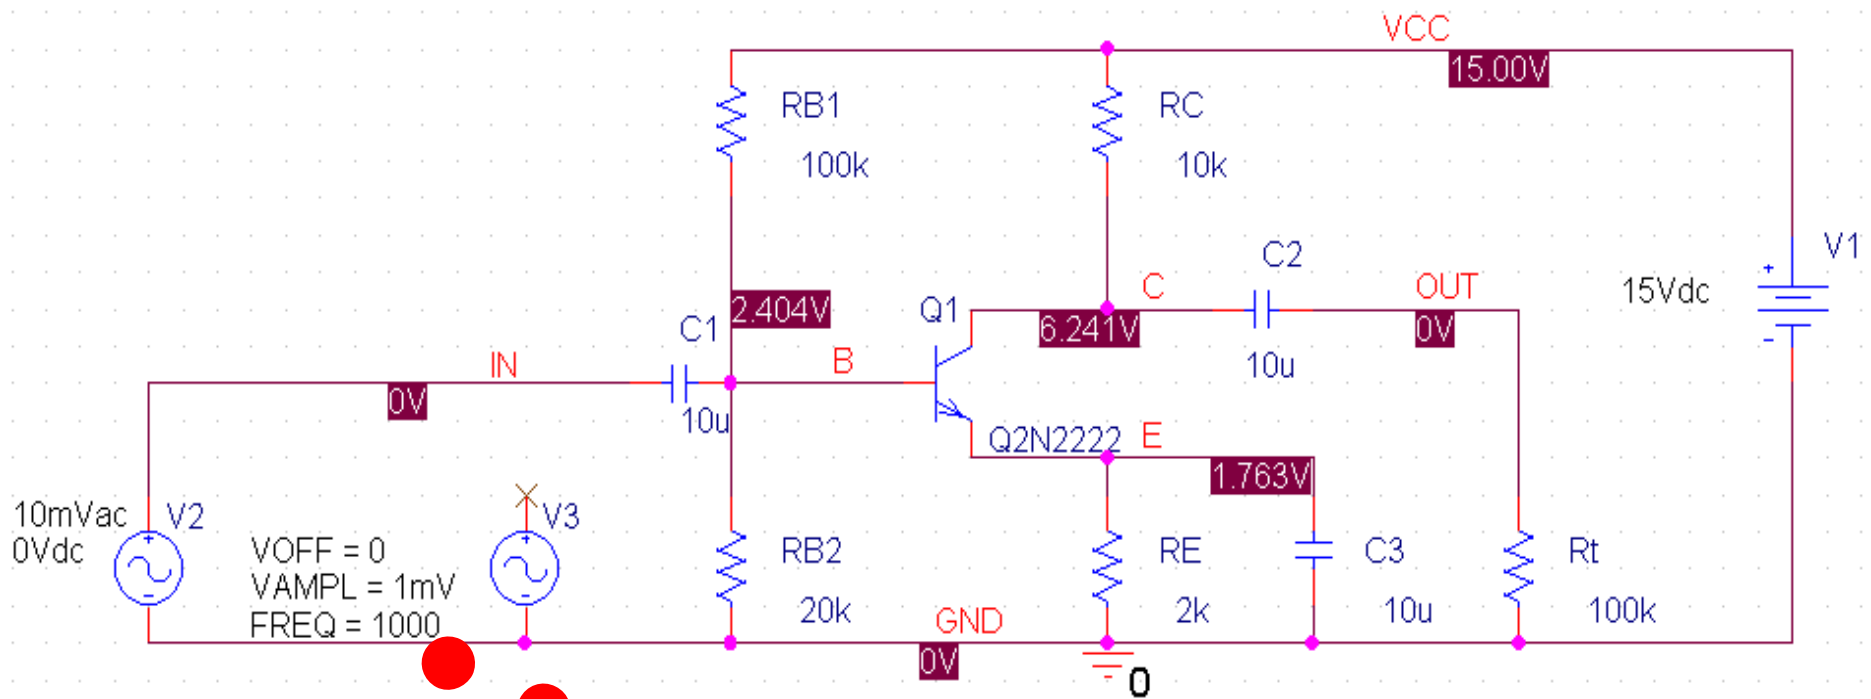 VCC
15.00V
RB1
100k
RC
10k
V1
15Vdc
C2
10u
C
OUT
0V
2.404V
C1
10u
Q1
6.241V
IN
0V
B
Q2N2222
E
1.763V
10mVac
0Vdc
V2
V3
VOFF = 0
VAMPL = 1mV
FREQ = 1000
RB2
20k
RE
2k
C3
10u
Rt
100k
GND
0V
0